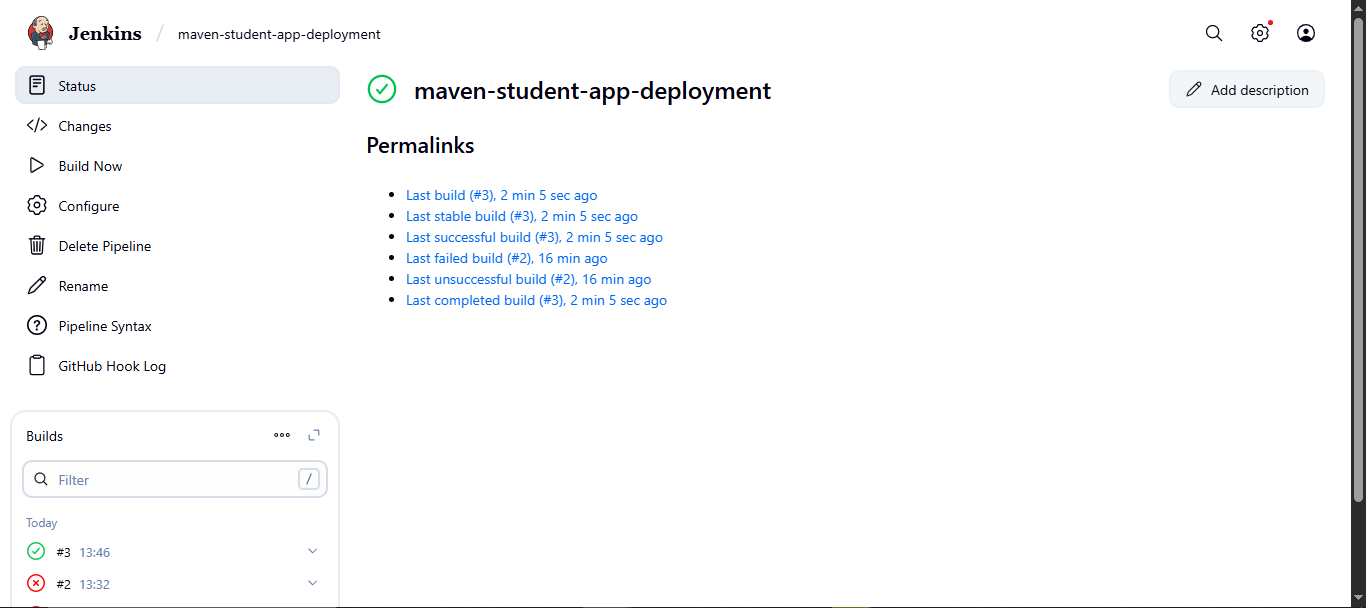 Jenkins / maven-student-app-deployment
Status
Changes
Build Now
Configure
Delete Pipeline
Rename
Pipeline Syntax
GitHub Hook Log
Builds
Filter /
Today
#3 13:46
#2 13:32
maven-student-app-deployment
Add description
Permalinks
Last build (#3), 2 min 5 sec ago
Last stable build (#3), 2 min 5 sec ago
Last successful build (#3), 2 min 5 sec ago
Last failed build (#2), 16 min ago
Last unsuccessful build (#2), 16 min ago
Last completed build (#3), 2 min 5 sec ago